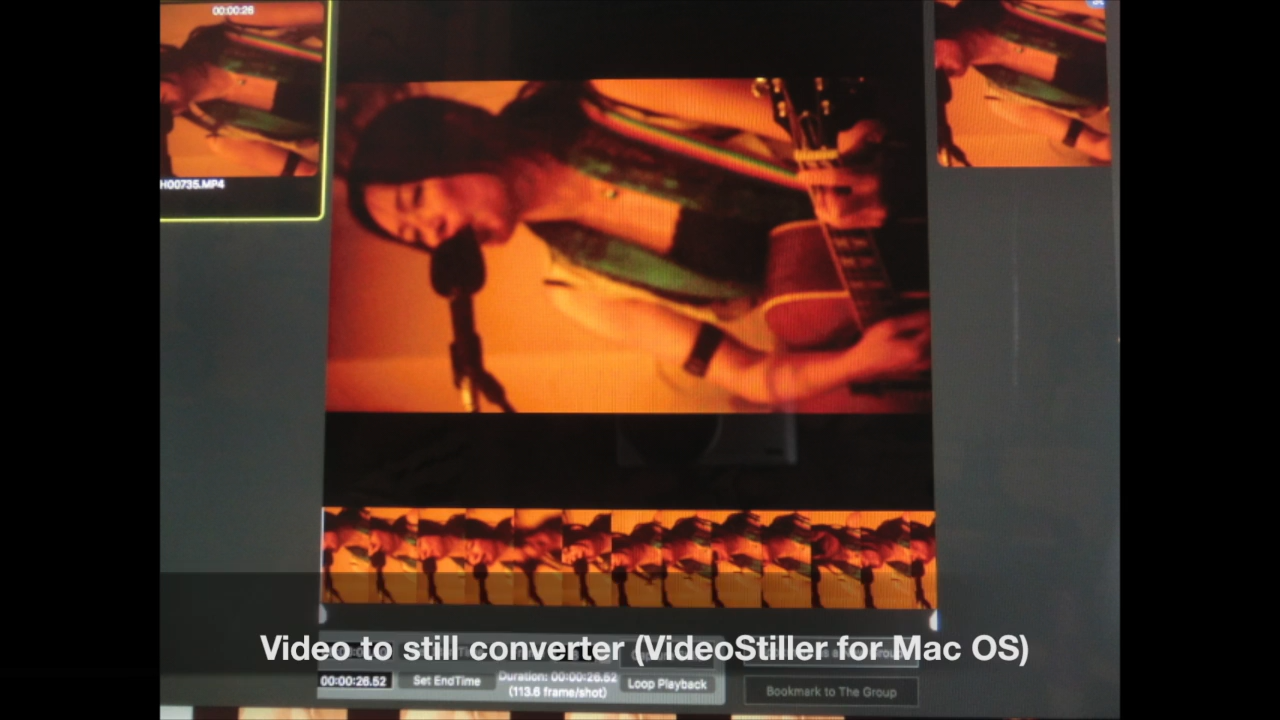 00:00:26
H00735.MP4
Video to still converter (VideoStiller for Mac OS)
00:00:26.52
Set EndTime
Duration: 00:00:26.52
(113.6 frame/shot)
Loop Playback
Bookmark to The Group